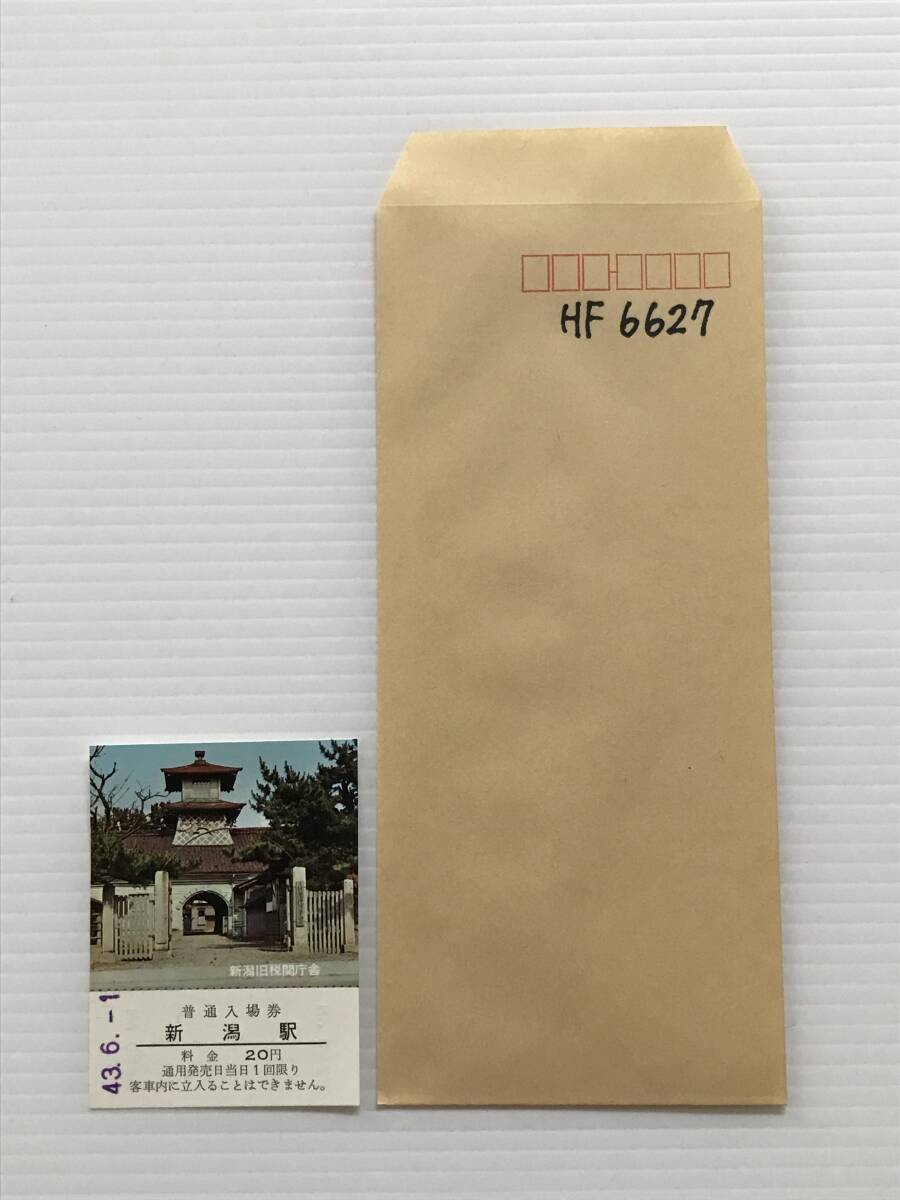 HF 6627
新潟旧税関庁舎
普通入場券
新潟駅
料金 20円
通用発売日当日1回限り
客車内に立入ることはできません。
43.6.-1